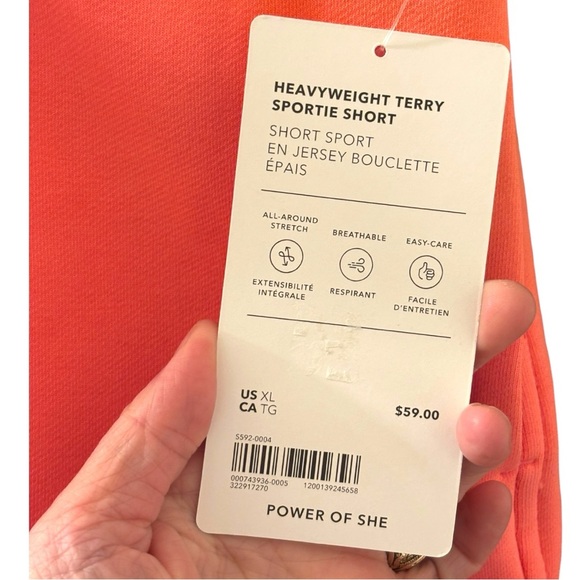 HEAVYWEIGHT TERRY
SPORTIE SHORT
SHORT SPORT
EN JERSEY BOUCLETTE
ÉPAIS
ALL-AROUND
STRETCH
BREATHABLE
EASY-CARE
EXTENSIBILITÉ
INTÉGRALE
RESPIRANT
FACILE
D'ENTRETIEN
US XL
CA TG
$59.00
S592-0004
000743936-0005 1200139245658
322917270
POWER OF SHE